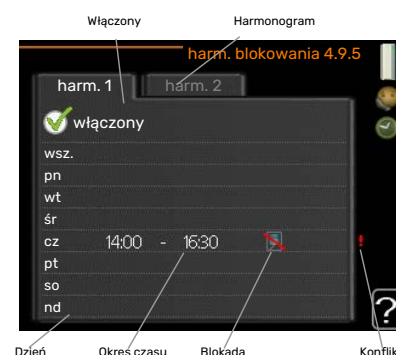 Włączony Harmonogram
harm. blokowania 4.9.5
harm. 1 harm. 2
włączony
wsz.
pn
wt
śr
cz 14:00 - 16:30 !
pt
so
nd
?
Dzień Okres czasu Blokada Konflik